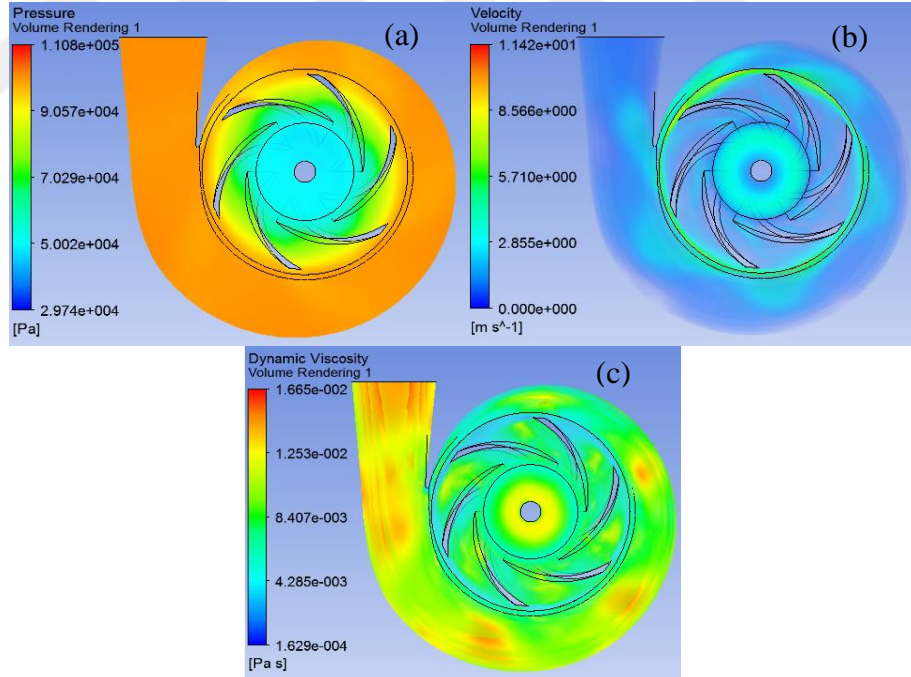 Pressure
Volume Rendering 1
(a)
1.108e+005
9.057e+004
7.029e+004
5.002e+004
2.974e+004
[Pa]
Velocity
Volume Rendering 1
(b)
1.142e+001
8.566e+000
5.710e+000
2.855e+000
0.000e+000
[m s^-1]
Dynamic Viscosity
Volume Rendering 1
(c)
1.665e-002
1.253e-002
8.407e-003
4.285e-003
1.629e-004
[Pa s]